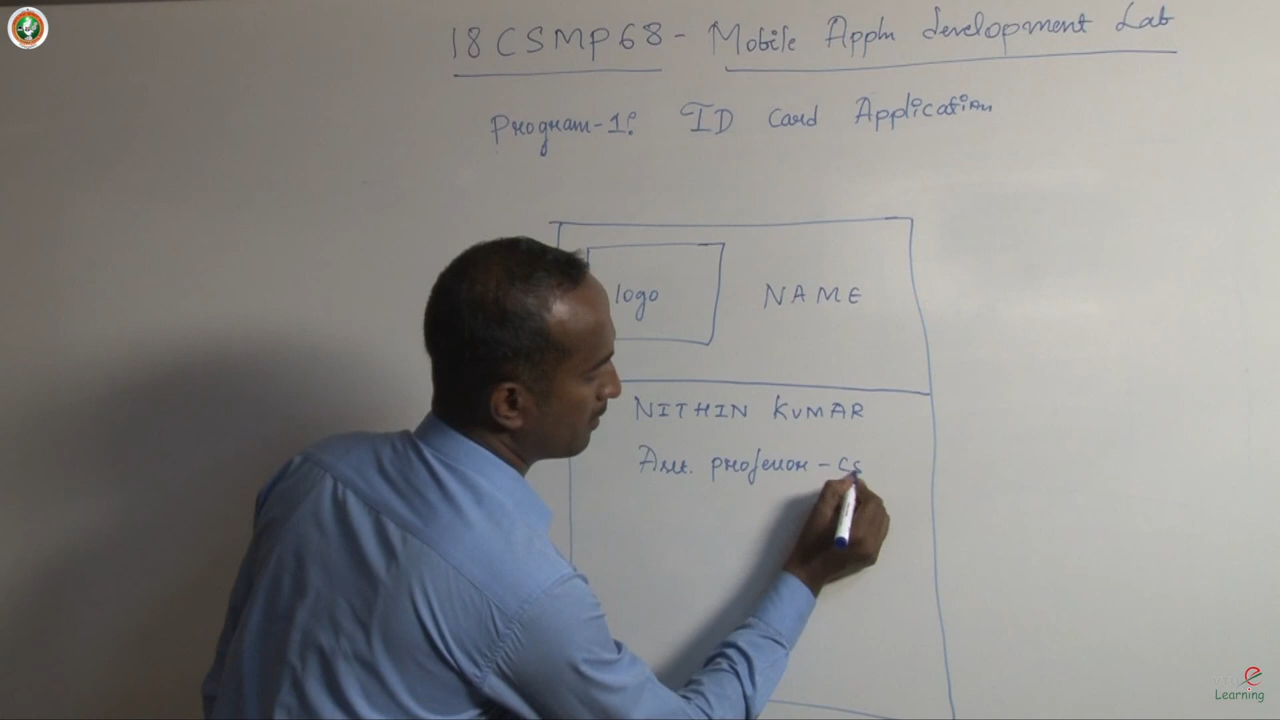 18CSMP68 - Mobile Appln development Lab
Program-1: ID Card Application
logo
NAME
NITHIN KUMAR
Asst. professor - CS
e
Learning